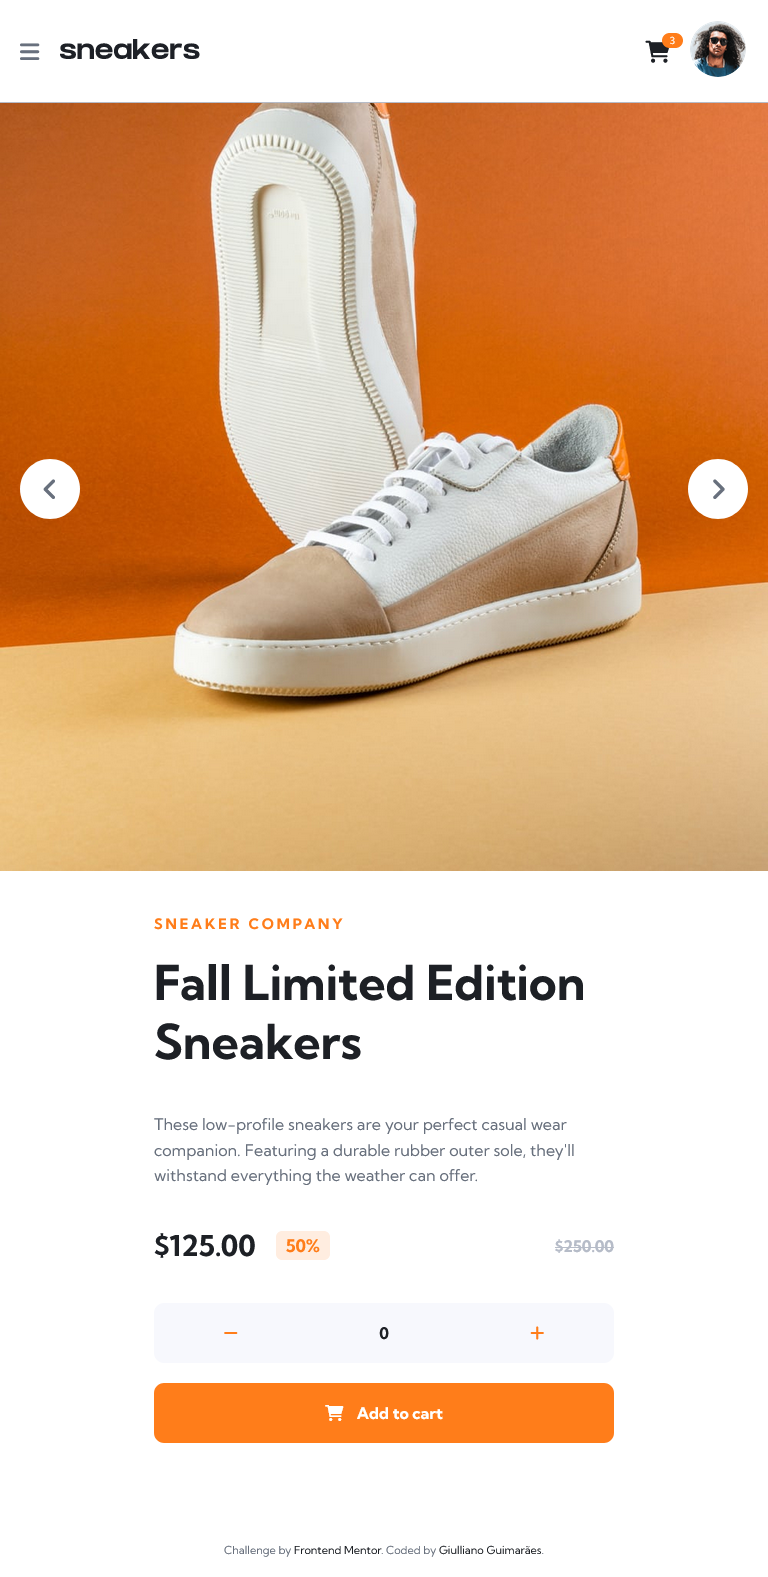 sneakers
3
SNEAKER COMPANY
Fall Limited Edition
Sneakers
These low-profile sneakers are your perfect casual wear
companion. Featuring a durable rubber outer sole, they'll
withstand everything the weather can offer.
$125.00 50% $250.00
− 0 +
Add to cart
Challenge by Frontend Mentor. Coded by Giulliano Guimarães.